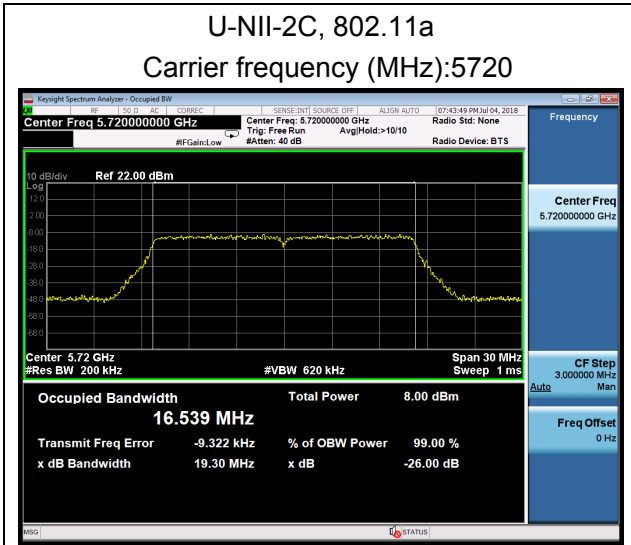 U-NII-2C, 802.11a
Carrier frequency (MHz):5720
Keysight Spectrum Analyzer - Occupied BW
LXI RF 50 Ω AC CORREC SENSE:INT SOURCE OFF ALIGN AUTO 07:43:49 PM Jul 04, 2018
Center Freq 5.720000000 GHz Center Freq: 5.720000000 GHz Radio Std: None Frequency
Trig: Free Run Avg|Hold:>10/10
#IFGain:Low #Atten: 40 dB Radio Device: BTS
10 dB/div Ref 22.00 dBm
Log
12.0
2.00
-8.00
-18.0
-28.0
-38.0
-48.0
-58.0
-68.0
Center Freq
5.720000000 GHz
Center 5.72 GHz Span 30 MHz
#Res BW 200 kHz #VBW 620 kHz Sweep 1 ms
CF Step
3.000000 MHz
Auto Man
Occupied Bandwidth Total Power 8.00 dBm
16.539 MHz
Freq Offset
0 Hz
Transmit Freq Error -9.322 kHz % of OBW Power 99.00 %
x dB Bandwidth 19.30 MHz x dB -26.00 dB
MSG STATUS